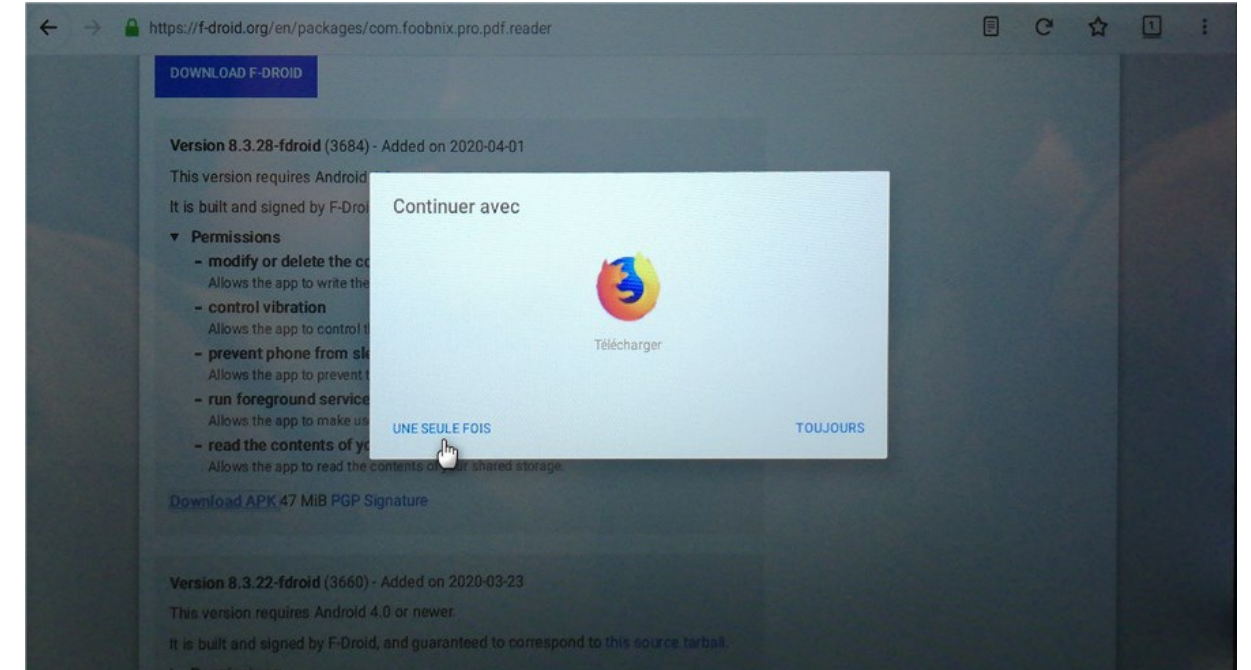 https://f-droid.org/en/packages/com.foobnix.pro.pdf.reader
1
DOWNLOAD F-DROID
Version 8.3.28-fdroid (3684) - Added on 2020-04-01
This version requires Android
It is built and signed by F-Droi
Continuer avec
▾ Permissions
- modify or delete the co
Allows the app to write the
- control vibration
Allows the app to control t
- prevent phone from sle
Allows the app to prevent t
Télécharger
- run foreground service
Allows the app to make us
UNE SEULE FOIS
TOUJOURS
- read the contents of yo
Allows the app to read the contents of your shared storage.
Download APK 47 MiB PGP Signature
Version 8.3.22-fdroid (3660) - Added on 2020-03-23
This version requires Android 4.0 or newer.
It is built and signed by F-Droid, and guaranteed to correspond to this source tarball.